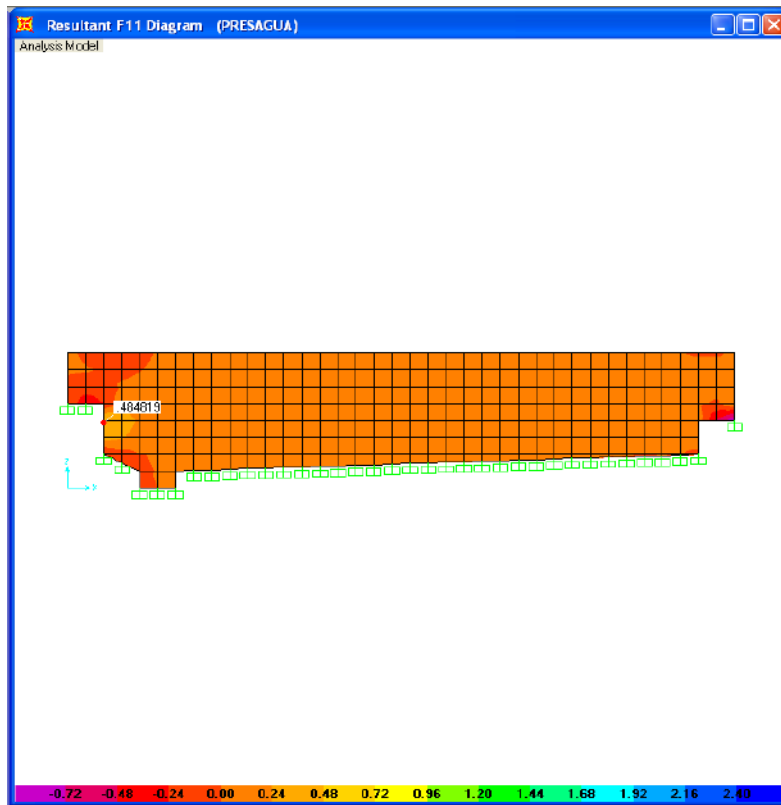 Resultant F11 Diagram (PRESAGUA)
Analysis Model
.484819
Z
X
-0.72 -0.48 -0.24 0.00 0.24 0.48 0.72 0.96 1.20 1.44 1.68 1.92 2.16 2.40